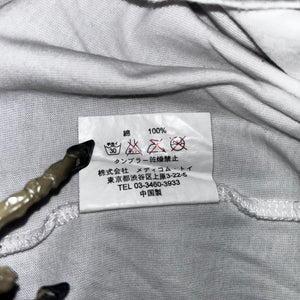 綿 100%
30
タンブラー乾燥禁止
株式会社 メディコム・トイ
東京都渋谷区上原3-22-5
TEL 03-3460-3933
中国製